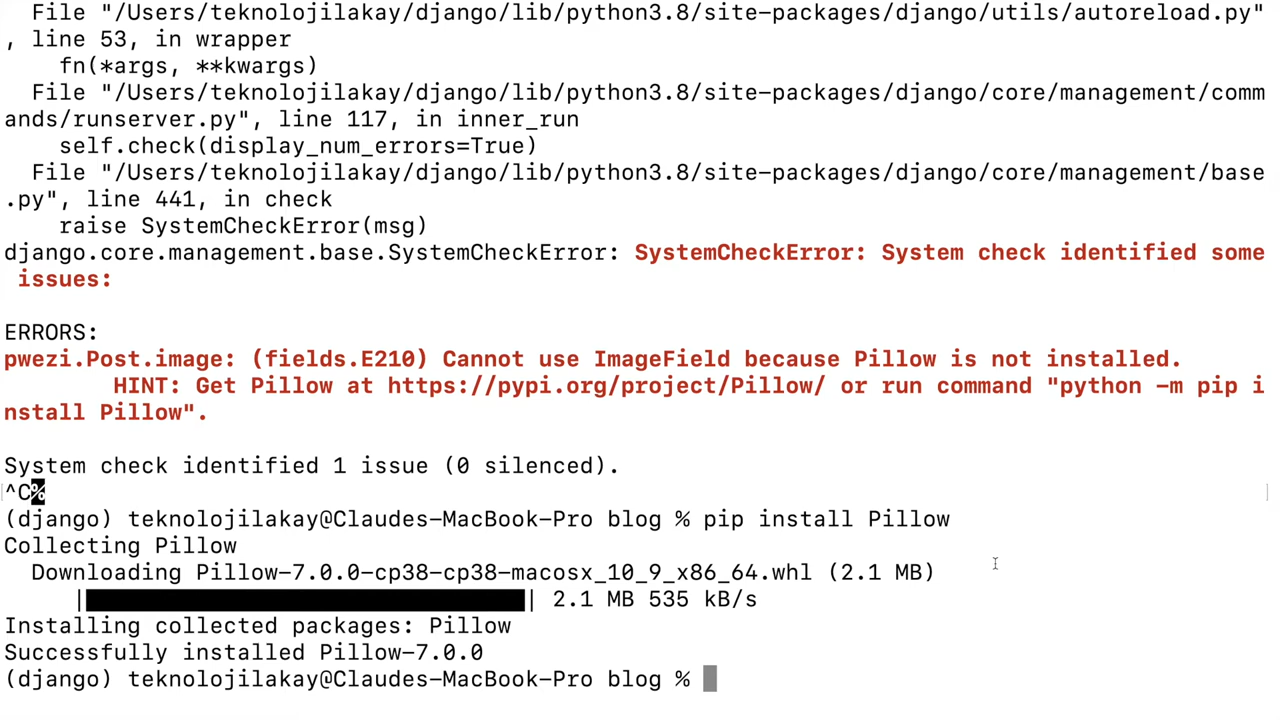 File "/Users/teknolojilakay/django/lib/python3.8/site-packages/django/utils/autoreload.py"
, line 53, in wrapper
    fn(*args, **kwargs)
  File "/Users/teknolojilakay/django/lib/python3.8/site-packages/django/core/management/comm
ands/runserver.py", line 117, in inner_run
    self.check(display_num_errors=True)
  File "/Users/teknolojilakay/django/lib/python3.8/site-packages/django/core/management/base
.py", line 441, in check
    raise SystemCheckError(msg)
django.core.management.base.SystemCheckError: SystemCheckError: System check identified some
 issues:

ERRORS:
pwezi.Post.image: (fields.E210) Cannot use ImageField because Pillow is not installed.
        HINT: Get Pillow at https://pypi.org/project/Pillow/ or run command "python -m pip i
nstall Pillow".

System check identified 1 issue (0 silenced).
^C%
(django) teknolojilakay@Claudes-MacBook-Pro blog % pip install Pillow
Collecting Pillow
  Downloading Pillow-7.0.0-cp38-cp38-macosx_10_9_x86_64.whl (2.1 MB)
     |████████████████████████████████| 2.1 MB 535 kB/s
Installing collected packages: Pillow
Successfully installed Pillow-7.0.0
(django) teknolojilakay@Claudes-MacBook-Pro blog %